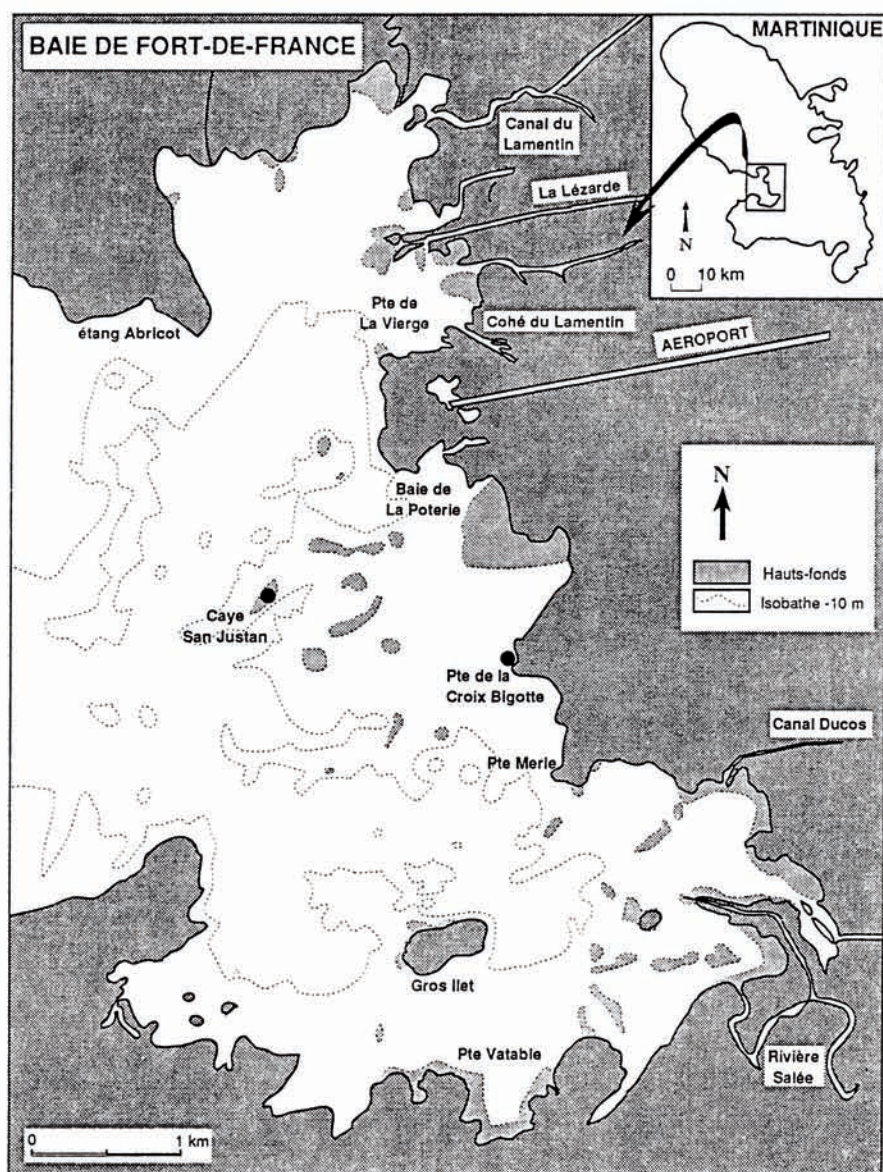 BAIE DE FORT-DE-FRANCE
MARTINIQUE
N
0 10 km
Canal du
Lamentin
La Lézarde
étang Abricot
Pte de
La Vierge
Cohé du Lamentin
AEROPORT
N
Hauts-fonds
Isobathe -10 m
Baie de
La Poterie
Caye
San Justan
Pte de la
Croix Bigotte
Canal Ducos
Pte Merle
Gros Ilet
Pte Vatable
Rivière
Salée
0 1 km